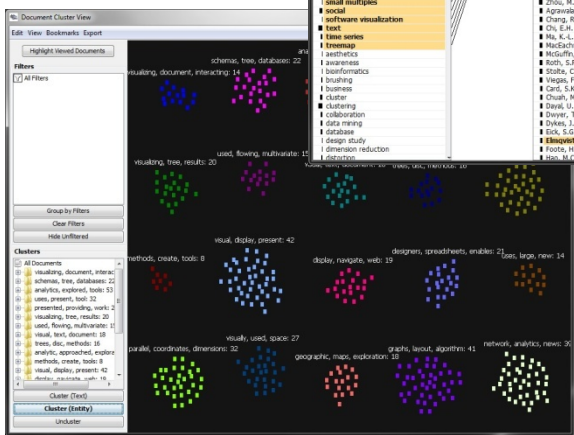 Document Cluster View
Edit View Bookmarks Export
Highlight Viewed Documents
Filters
All Filters
Group by Filters
Clear Filters
Hide Unfiltered
Clusters
All Documents
visualizing, document, interac
schemas, tree, databases: 22
analytics, explored, tools: 53
uses, present, tool: 32
presented, providing, work: 2
visualizing, tree, results: 20
used, flowing, multivariate: 15
visual, text, document: 18
trees, disc, methods: 16
analytic, approached, explora
methods, create, tools: 8
visual, display, present: 42
display, navigate, web: 19
Cluster (Text)
Cluster (Entity)
Uncluster
schemas, tree, databases: 22
visualizing, document, interacting: 14
used, flowing, multivariate: 15
visualizing, tree, results: 20
visual, display, present: 42
methods, create, tools: 8
display, navigate, web: 19
designers, spreadsheets, enables: 21
uses, large, new: 14
visually, used, space: 27
parallel, coordinates, dimensions: 32
geographic, maps, exploration: 18
graphs, layout, algorithm: 41
network, analytics, news: 39
small multiples
social
software visualization
text
time series
treemap
aesthetics
awareness
bioinformatics
brushing
business
cluster
clustering
collaboration
data mining
database
design study
dimension reduction
distortion
Zhou, M.
Agrawala
Chang, R
Chi, E.H.
Ma, K.-L.
MacEach
McGuffin,
Roth, S.F
Stolte, C
Viegas, F
Card, S.K
Chuah, M
Dayal, U.
Dwyer, T
Dykes, J.
Eick, S.G
Elmqvist
Foote, H
Hao, M.C